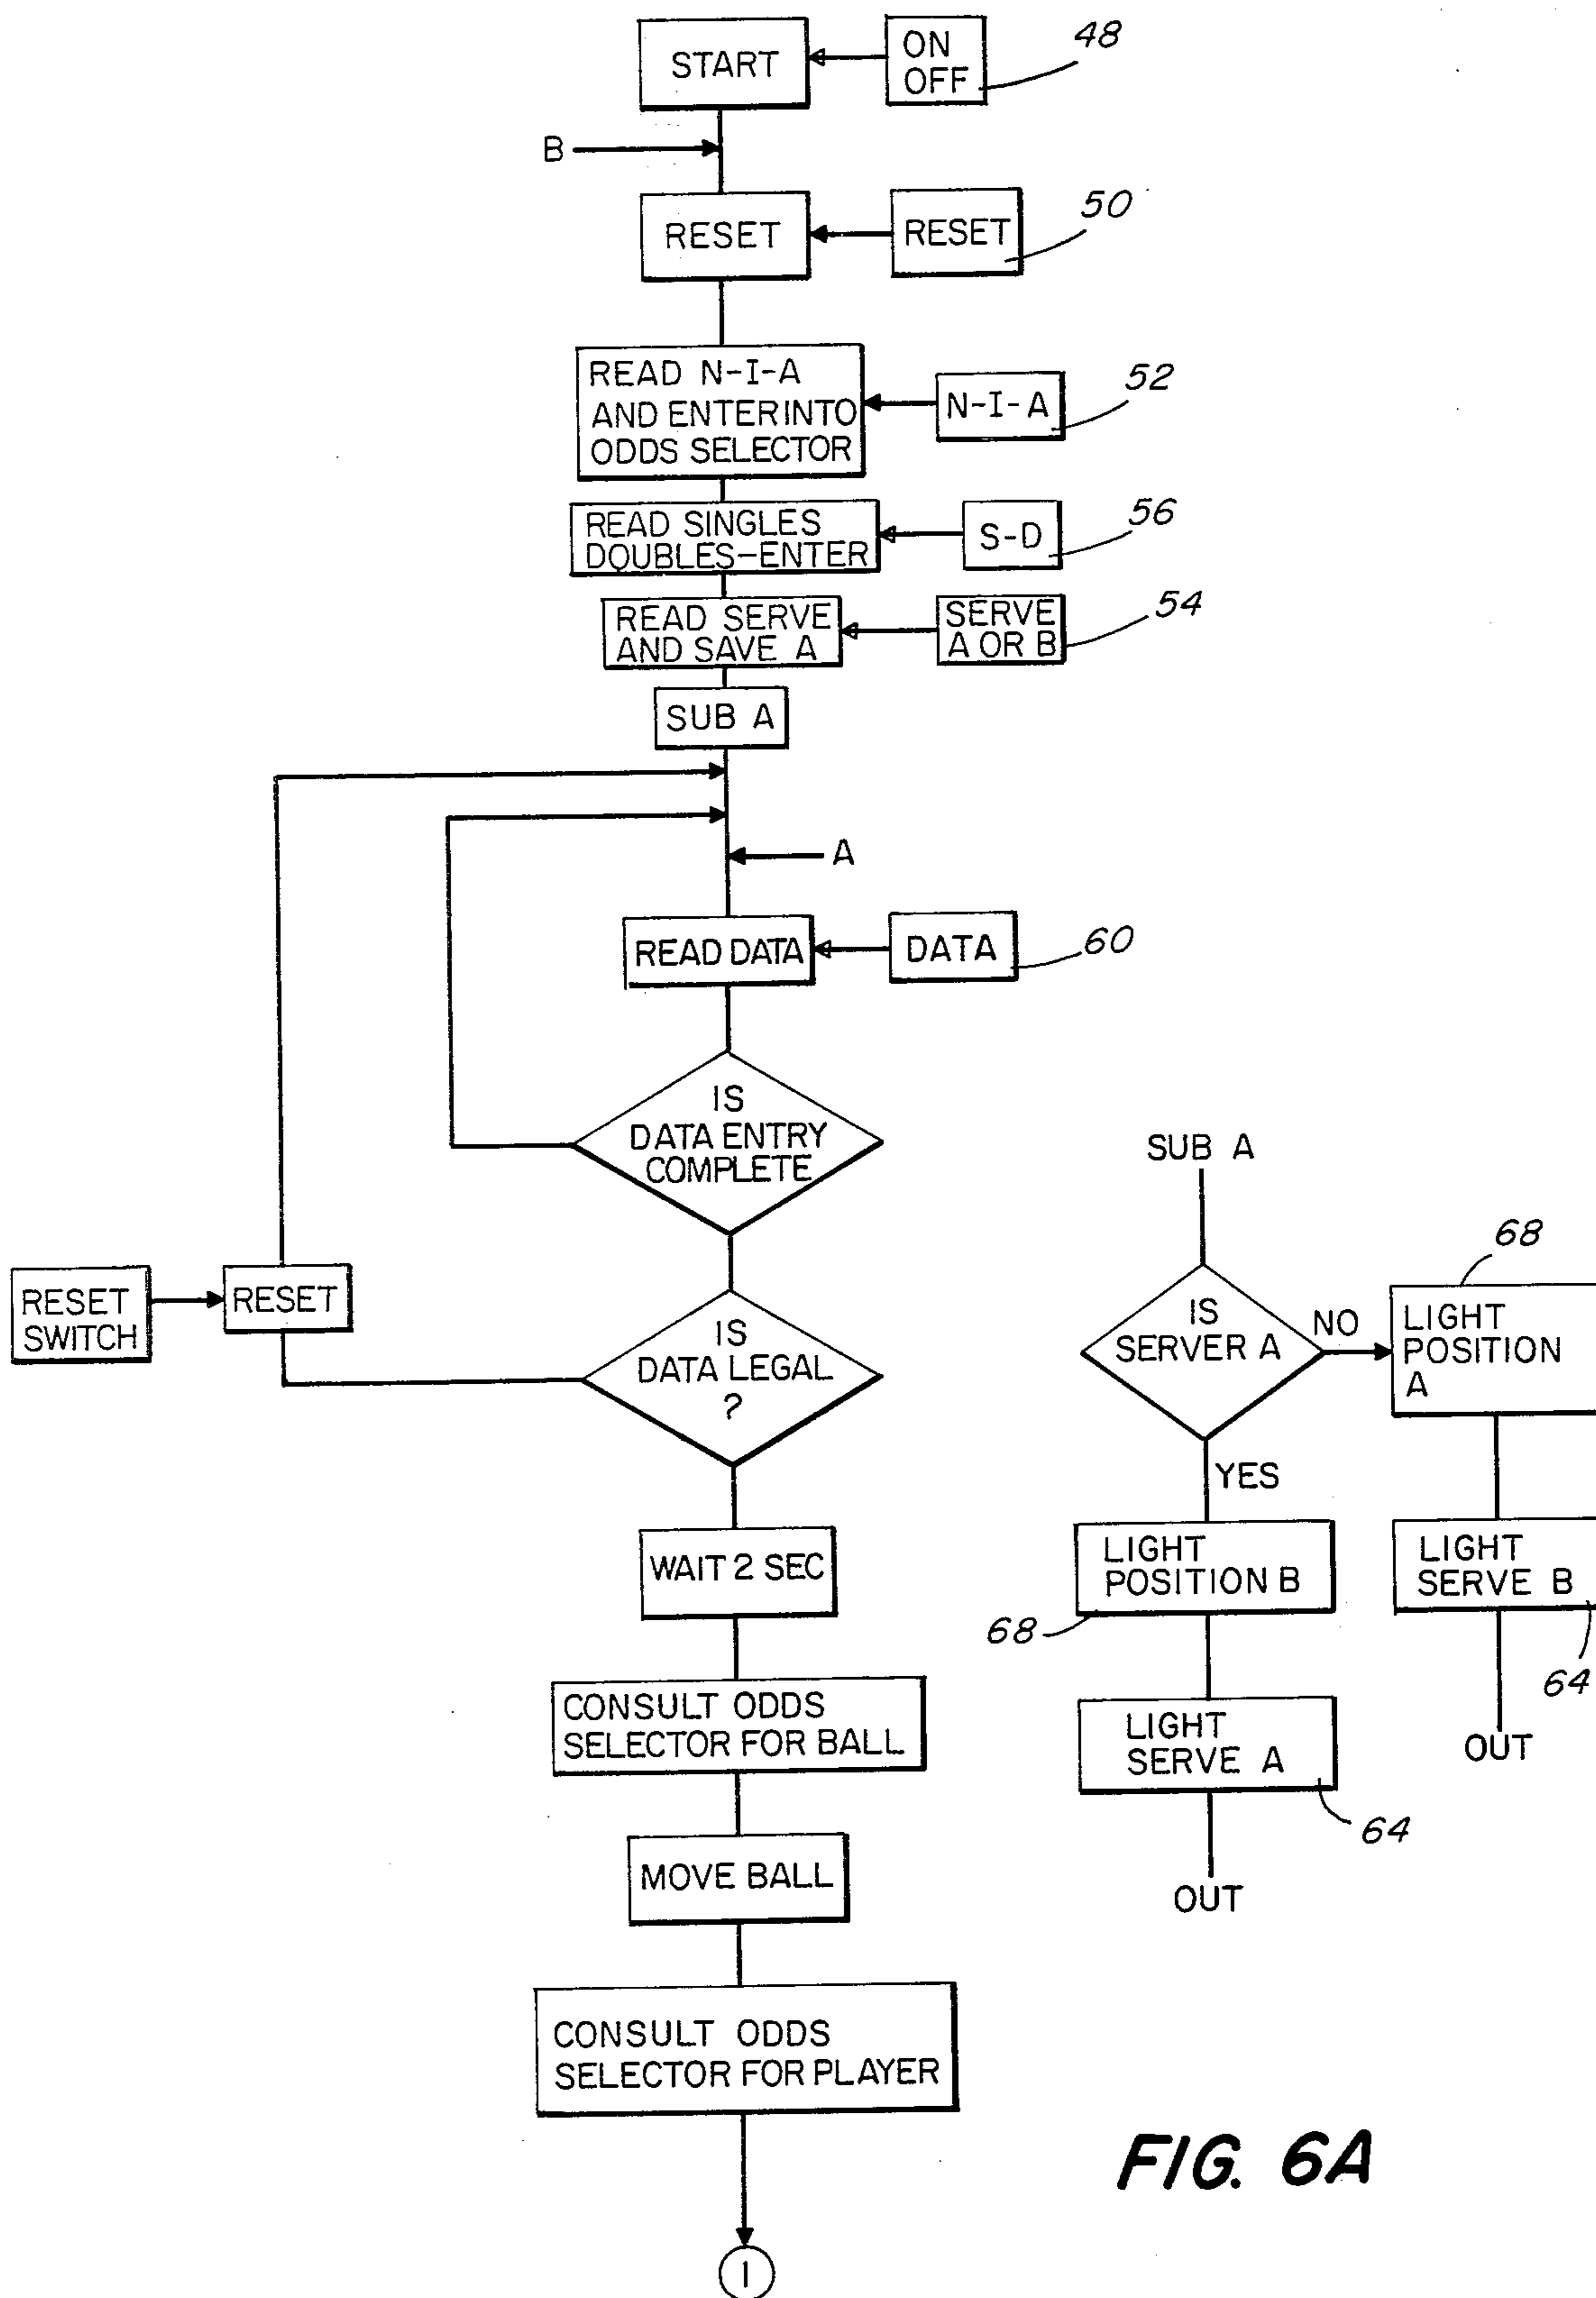 START
ON
OFF
48
B
RESET
RESET
50
READ N-I-A
AND ENTER INTO
ODDS SELECTOR
N-I-A
52
READ SINGLES
DOUBLES-ENTER
S-D
56
READ SERVE
AND SAVE A
SERVE
A OR B
54
SUB A
A
READ DATA
DATA
60
IS
DATA ENTRY
COMPLETE
RESET
SWITCH
RESET
IS
DATA LEGAL
?
WAIT 2 SEC
CONSULT ODDS
SELECTOR FOR BALL
MOVE BALL
CONSULT ODDS
SELECTOR FOR PLAYER
1
SUB A
IS
SERVER A
NO
68
LIGHT
POSITION
A
YES
LIGHT
POSITION B
68
LIGHT
SERVE B
64
OUT
LIGHT
SERVE A
64
OUT
FIG. 6A